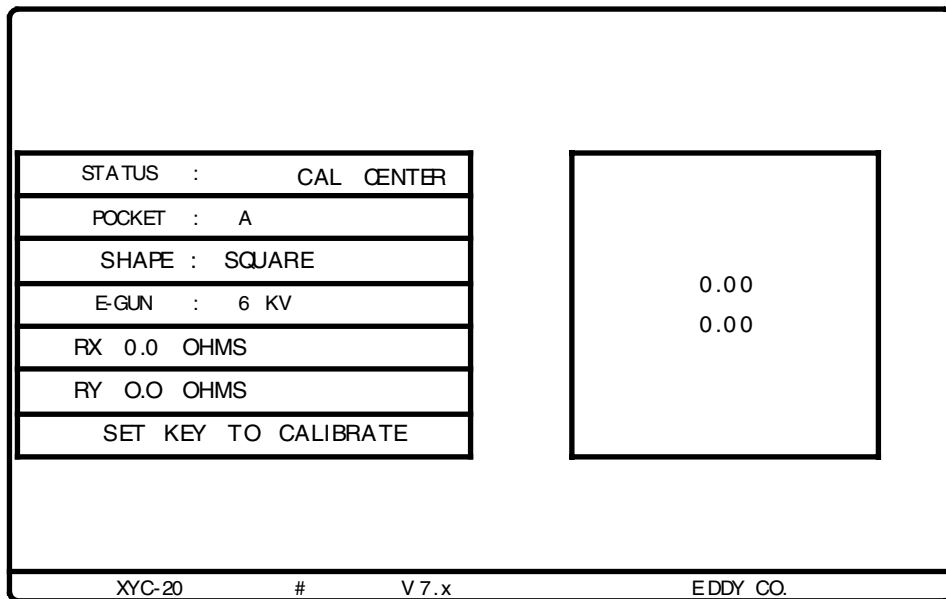 STATUS : CAL CENTER
POCKET : A
SHAPE : SQUARE
E-GUN : 6 KV
RX 0.0 OHMS
RY O.O OHMS
SET KEY TO CALIBRATE
0.00
0.00
XYC-20 # V 7.x EDDY CO.